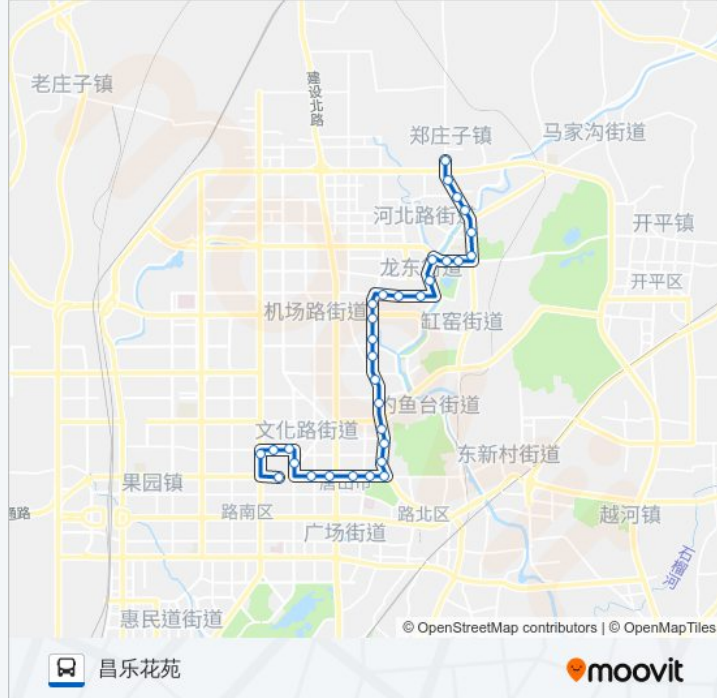 老庄子镇
建设北路
郑庄子镇
马家沟街道
河北路街道
开平镇
龙东街道
开平区
机场路街道
缸窑街道
钓鱼台街道
文化路街道
东新村街道
果园镇
唐山市
路南区
路北区
越河镇
广场街道
石榴河
惠民道街道
© OpenStreetMap contributors | © OpenMapTiles
昌乐花苑
moovit